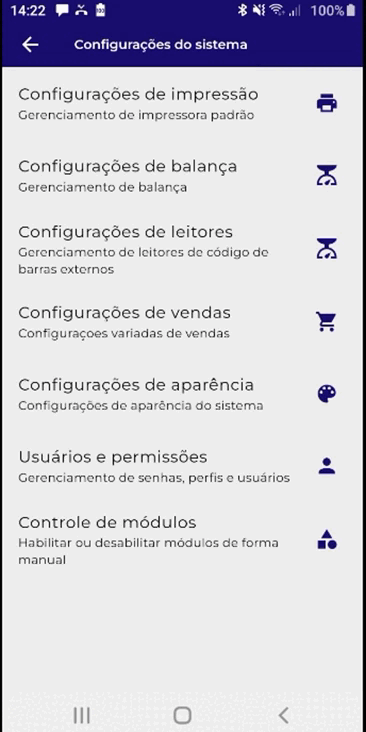 14:22
100%
Configurações do sistema
Configurações de impressão
Gerenciamento de impressora padrão
Configurações de balança
Gerenciamento de balança
Configurações de leitores
Gerenciamento de leitores de código de
barras externos
Configurações de vendas
Configuraçoes variadas de vendas
Configurações de aparência
Configurações de aparência do sistema
Usuários e permissões
Gerenciamento de senhas, perfis e usuários
Controle de módulos
Habilitar ou desabilitar módulos de forma
manual